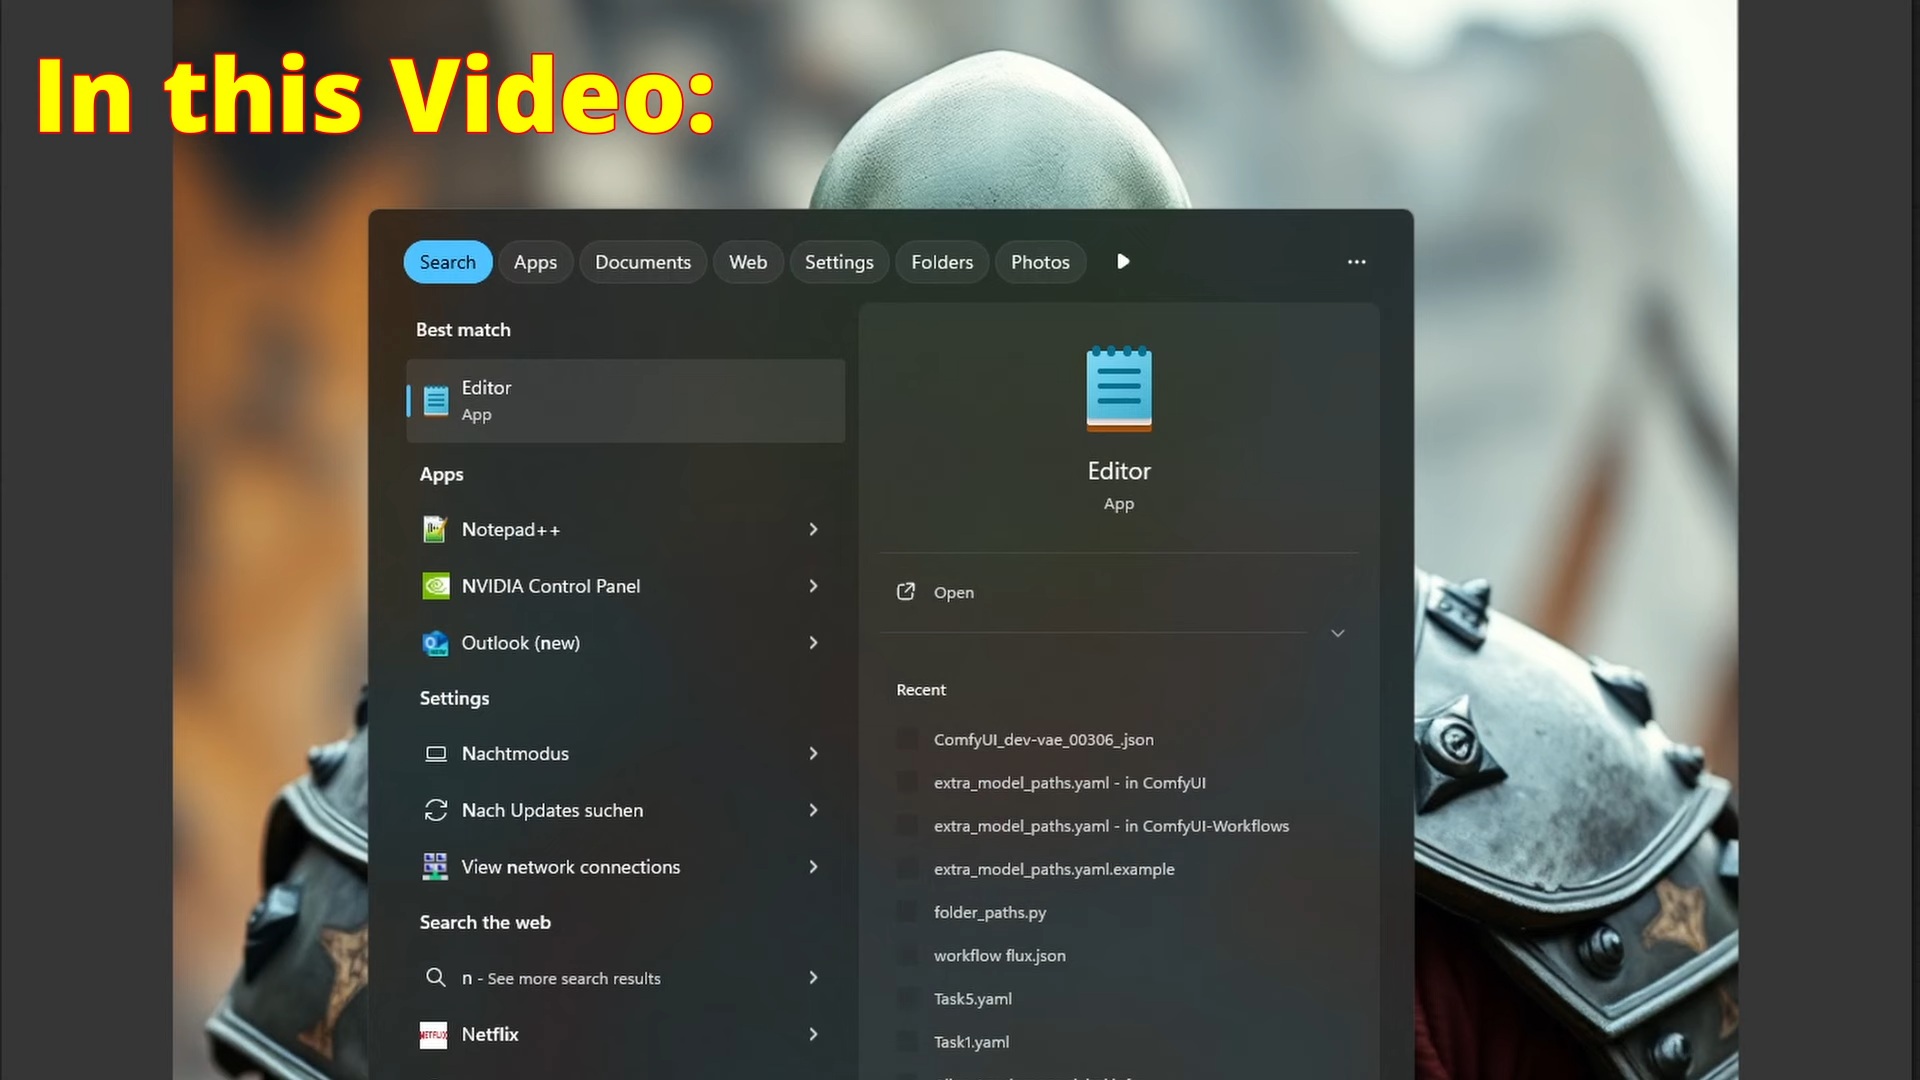 In this Video:
Search Apps Documents Web Settings Folders Photos
Best match
Editor
App
Apps
Notepad++
NVIDIA Control Panel
Outlook (new)
Settings
Nachtmodus
Nach Updates suchen
View network connections
Search the web
n - See more search results
NETFLIX Netflix
Editor
App
Open
Recent
ComfyUI_dev-vae_00306_.json
extra_model_paths.yaml - in ComfyUI
extra_model_paths.yaml - in ComfyUI-Workflows
extra_model_paths.yaml.example
folder_paths.py
workflow flux.json
Task5.yaml
Task1.yaml